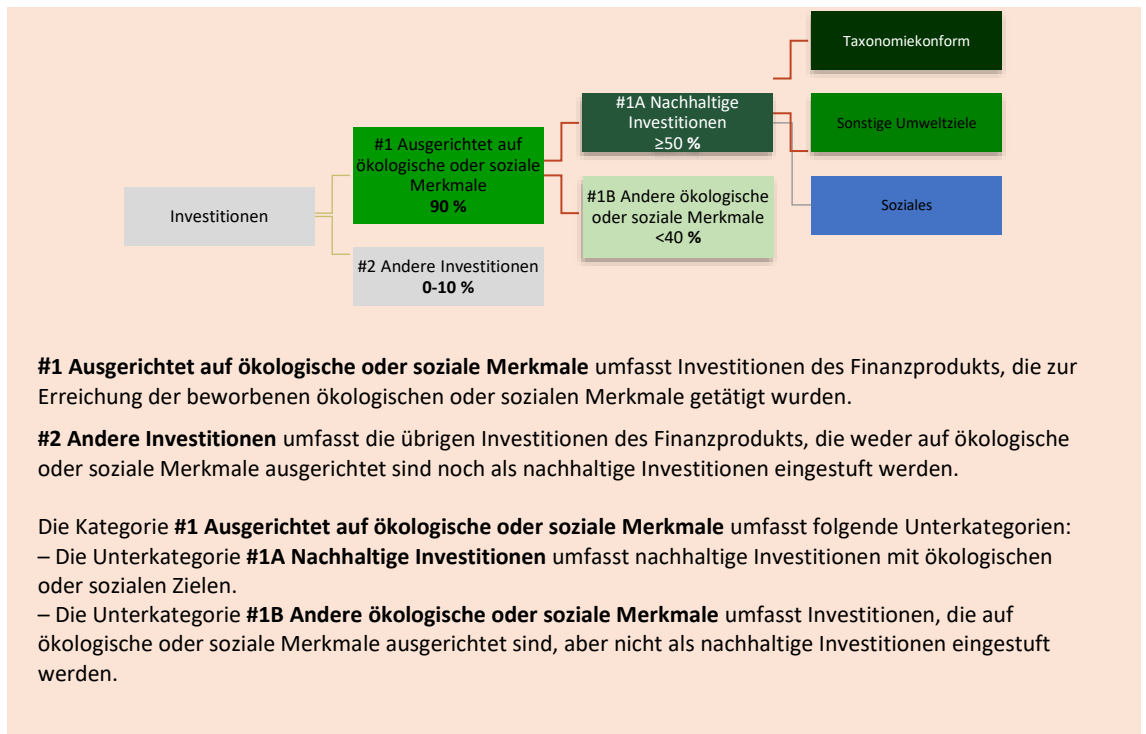 Taxonomiekonform
#1A Nachhaltige
Investitionen
≥50 %
Sonstige Umweltziele
#1 Ausgerichtet auf
ökologische oder soziale
Merkmale
90 %
#1B Andere ökologische
oder soziale Merkmale
<40 %
Soziales
Investitionen
#2 Andere Investitionen
0-10 %
#1 Ausgerichtet auf ökologische oder soziale Merkmale umfasst Investitionen des Finanzprodukts, die zur
Erreichung der beworbenen ökologischen oder sozialen Merkmale getätigt wurden.
#2 Andere Investitionen umfasst die übrigen Investitionen des Finanzprodukts, die weder auf ökologische
oder soziale Merkmale ausgerichtet sind noch als nachhaltige Investitionen eingestuft werden.
Die Kategorie #1 Ausgerichtet auf ökologische oder soziale Merkmale umfasst folgende Unterkategorien:
– Die Unterkategorie #1A Nachhaltige Investitionen umfasst nachhaltige Investitionen mit ökologischen
oder sozialen Zielen.
– Die Unterkategorie #1B Andere ökologische oder soziale Merkmale umfasst Investitionen, die auf
ökologische oder soziale Merkmale ausgerichtet sind, aber nicht als nachhaltige Investitionen eingestuft
werden.